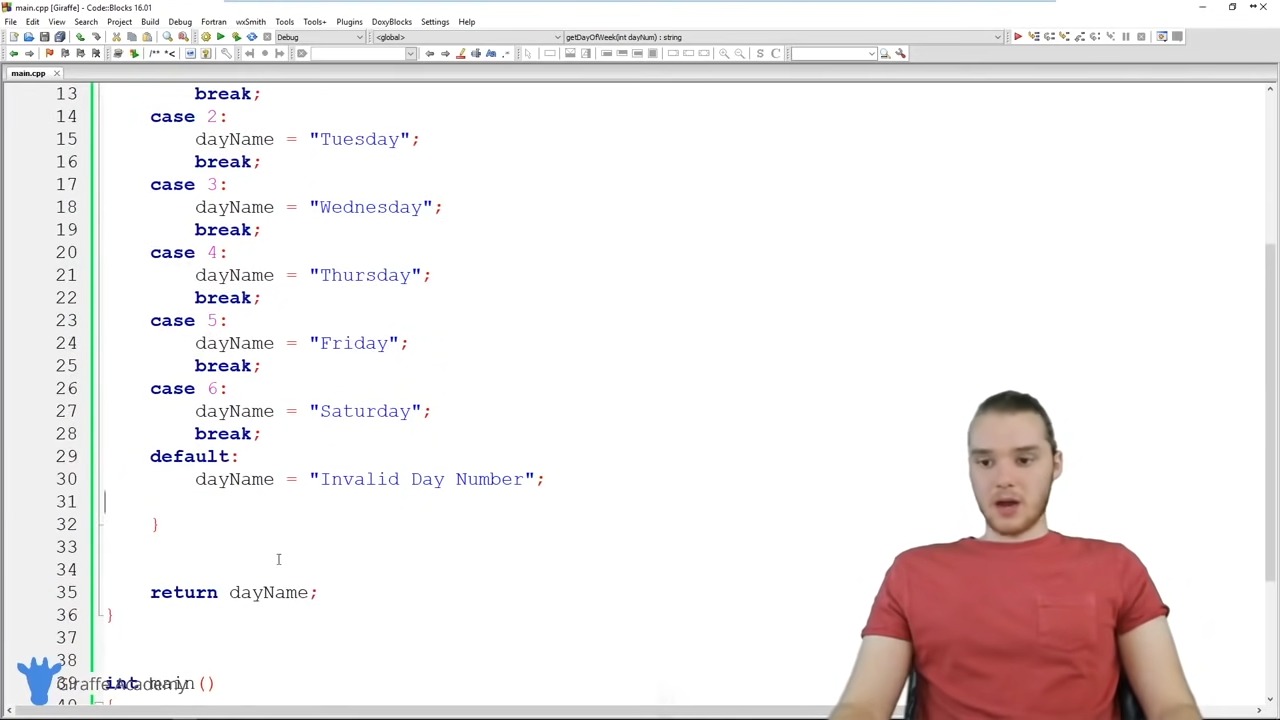 main.cpp [Giraffe] - Code::Blocks 16.01
File Edit View Search Project Build Debug Fortran wxSmith Tools Tools+ Plugins DoxyBlocks Settings Help
Debug <global> getDayOfWeek(int dayNum) : string
main.cpp
13 break;
14 case 2:
15 dayName = "Tuesday";
16 break;
17 case 3:
18 dayName = "Wednesday";
19 break;
20 case 4:
21 dayName = "Thursday";
22 break;
23 case 5:
24 dayName = "Friday";
25 break;
26 case 6:
27 dayName = "Saturday";
28 break;
29 default:
30 dayName = "Invalid Day Number";
31
32 }
33
34
35 return dayName;
36 }
37
38
39 int main()
Giraffe Academy